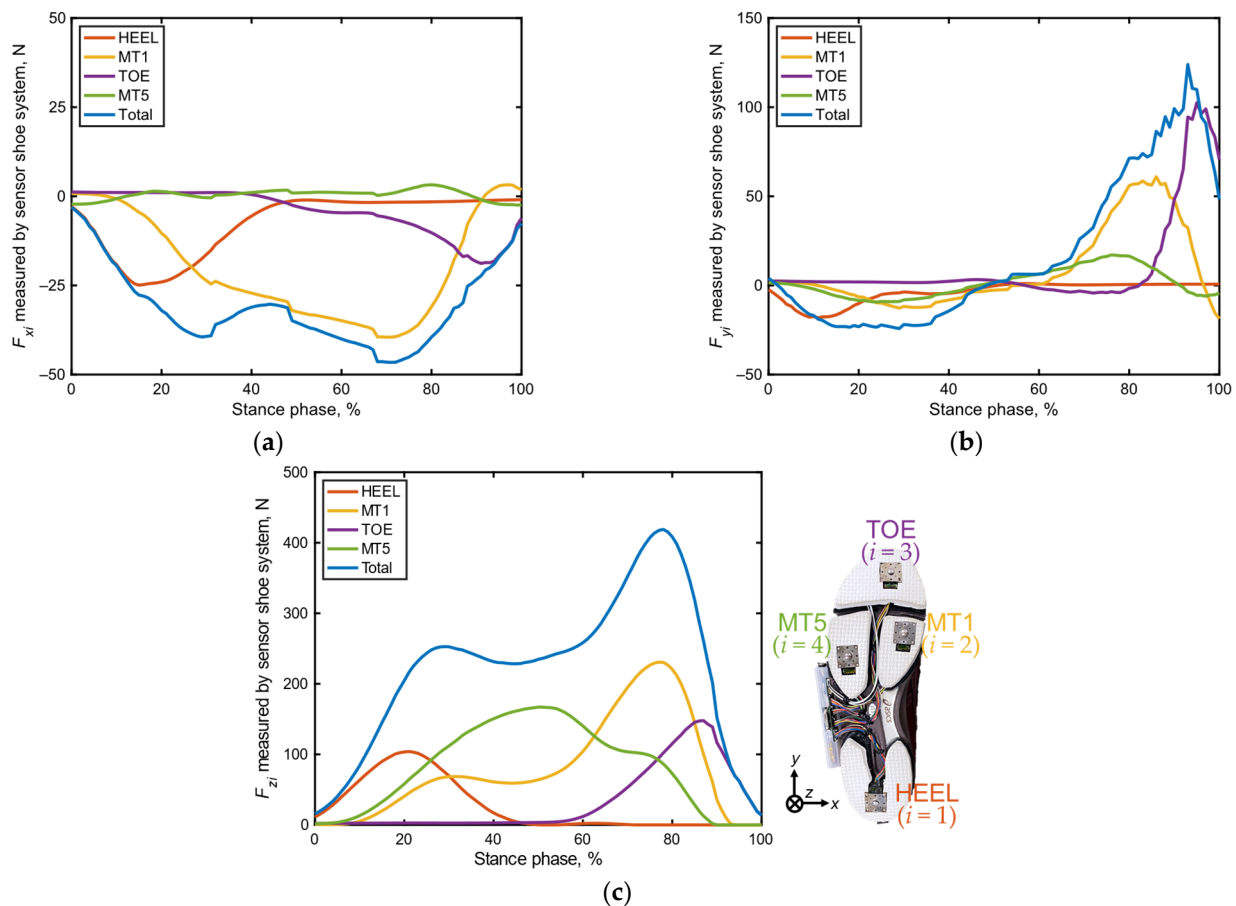 F_xi measured by sensor shoe system, N
50
25
0
−25
−50
HEEL
MT1
TOE
MT5
Total
0 20 40 60 80 100
Stance phase, %
(a)
F_yi measured by sensor shoe system, N
150
100
50
0
−50
HEEL
MT1
TOE
MT5
Total
0 20 40 60 80 100
Stance phase, %
(b)
F_zi measured by sensor shoe system, N
500
400
300
200
100
0
HEEL
MT1
TOE
MT5
Total
0 20 40 60 80 100
Stance phase, %
TOE
(i = 3)
MT5
(i = 4)
MT1
(i = 2)
asics
y
z
x
HEEL
(i = 1)
(c)